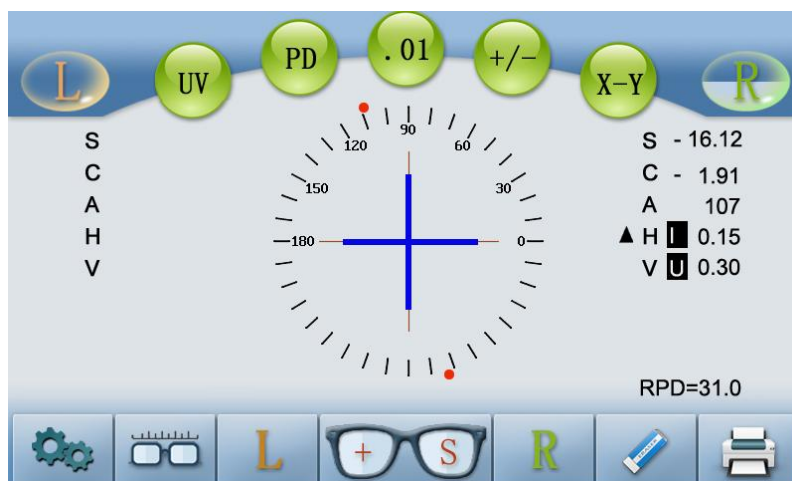 L UV PD .01 +/- X-Y R
S
C
A
H
V
120 90 60
150 30
180 0
S - 16.12
C - 1.91
A 107
▲ H I 0.15
V U 0.30
RPD=31.0
L + S R